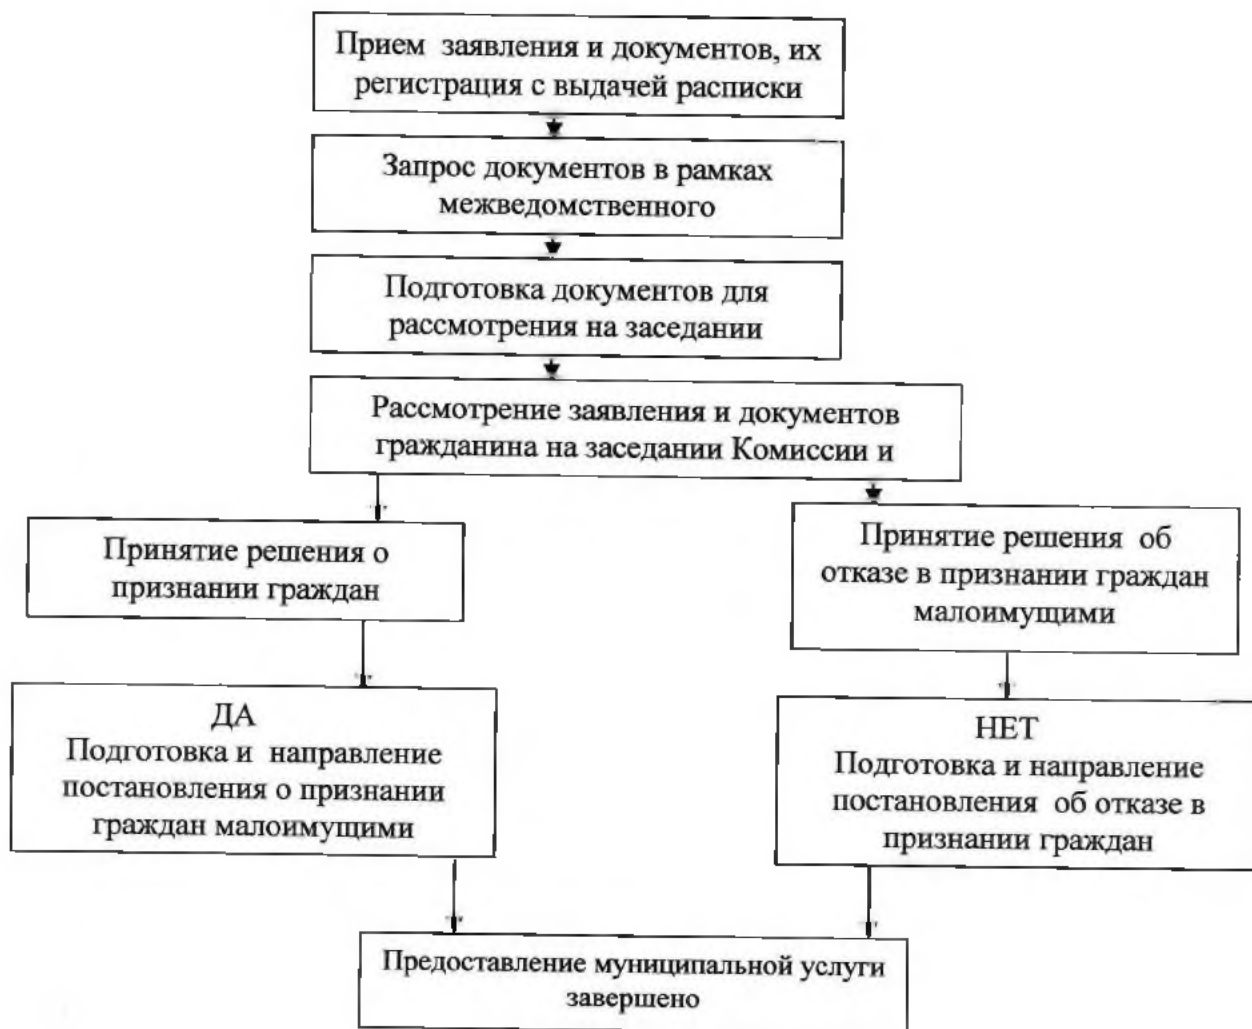 Прием заявления и документов, их
регистрация с выдачей расписки
Запрос документов в рамках
межведомственного
Подготовка документов для
рассмотрения на заседании
Рассмотрение заявления и документов
гражданина на заседании Комиссии и
Принятие решения о
признании граждан
Принятие решения об
отказе в признании граждан
малоимущими
ДА
Подготовка и направление
постановления о признании
граждан малоимущими
НЕТ
Подготовка и направление
постановления об отказе в
признании граждан
Предоставление муниципальной услуги
завершено